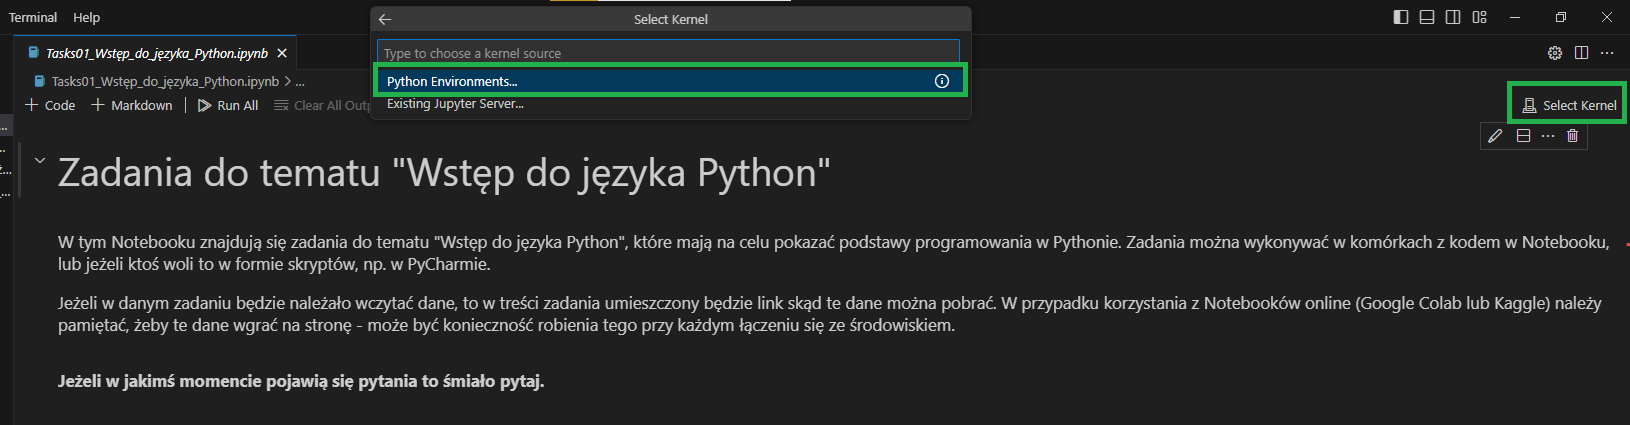 Terminal Help
Select Kernel
Type to choose a kernel source
Python Environments...
Existing Jupyter Server...
Tasks01_Wstęp_do_języka_Python.ipynb
Tasks01_Wstęp_do_języka_Python.ipynb > ...
+ Code + Markdown | Run All Clear All Outp
Select Kernel
Zadania do tematu "Wstęp do języka Python"
W tym Notebooku znajdują się zadania do tematu "Wstęp do języka Python", które mają na celu pokazać podstawy programowania w Pythonie. Zadania można wykonywać w komórkach z kodem w Notebooku,
lub jeżeli ktoś woli to w formie skryptów, np. w PyCharmie.
Jeżeli w danym zadaniu będzie należało wczytać dane, to w treści zadania umieszczony będzie link skąd te dane można pobrać. W przypadku korzystania z Notebooków online (Google Colab lub Kaggle) należy
pamiętać, żeby te dane wgrać na stronę - może być konieczność robienia tego przy każdym łączeniu się ze środowiskiem.
Jeżeli w jakimś momencie pojawią się pytania to śmiało pytaj.